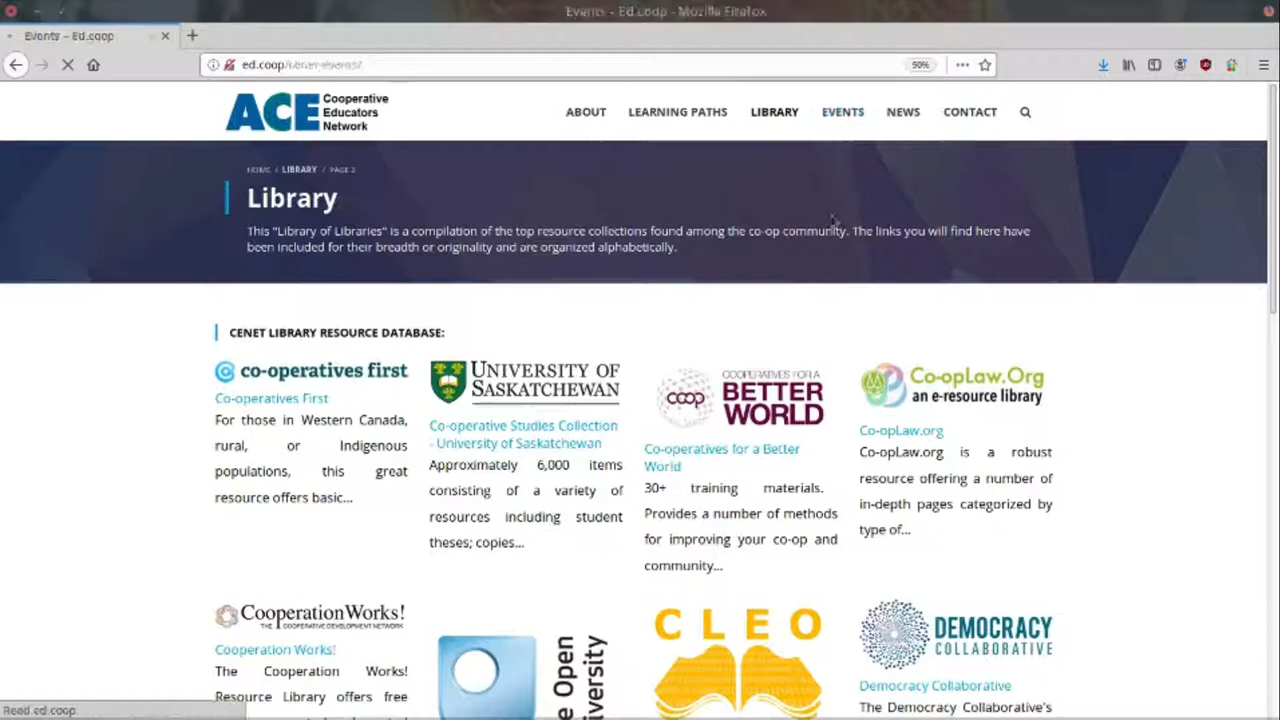 Events - Ed.coop - Mozilla Firefox
Events – Ed.coop
ed.coop/
90%
ACE Cooperative
Educators
Network
ABOUT LEARNING PATHS LIBRARY EVENTS NEWS CONTACT
HOME / LIBRARY / PAGE 2
Library
This "Library of Libraries" is a compilation of the top resource collections found among the co-op community. The links you will find here have
been included for their breadth or originality and are organized alphabetically.
CENET LIBRARY RESOURCE DATABASE:
co-operatives first
Co-operatives First
For those in Western Canada,
rural, or Indigenous
populations, this great
resource offers basic...
UNIVERSITY OF
SASKATCHEWAN
Co-operative Studies Collection
- University of Saskatchewan
Approximately 6,000 items
consisting of a variety of
resources including student
theses; copies...
coop
COOPERATIVES FOR A
BETTER
WORLD
Co-operatives for a Better
World
30+ training materials.
Provides a number of methods
for improving your co-op and
community...
Co-opLaw.Org
an e-resource library
Co-opLaw.org
Co-opLaw.org is a robust
resource offering a number of
in-depth pages categorized by
type of...
CooperationWorks!
THE COOPERATIVE DEVELOPMENT NETWORK
Cooperation Works!
The Cooperation Works!
Resource Library offers free
e Open
iversity
CLEO
DEMOCRACY
COLLABORATIVE
Democracy Collaborative
The Democracy Collaborative's
Read ed.coop